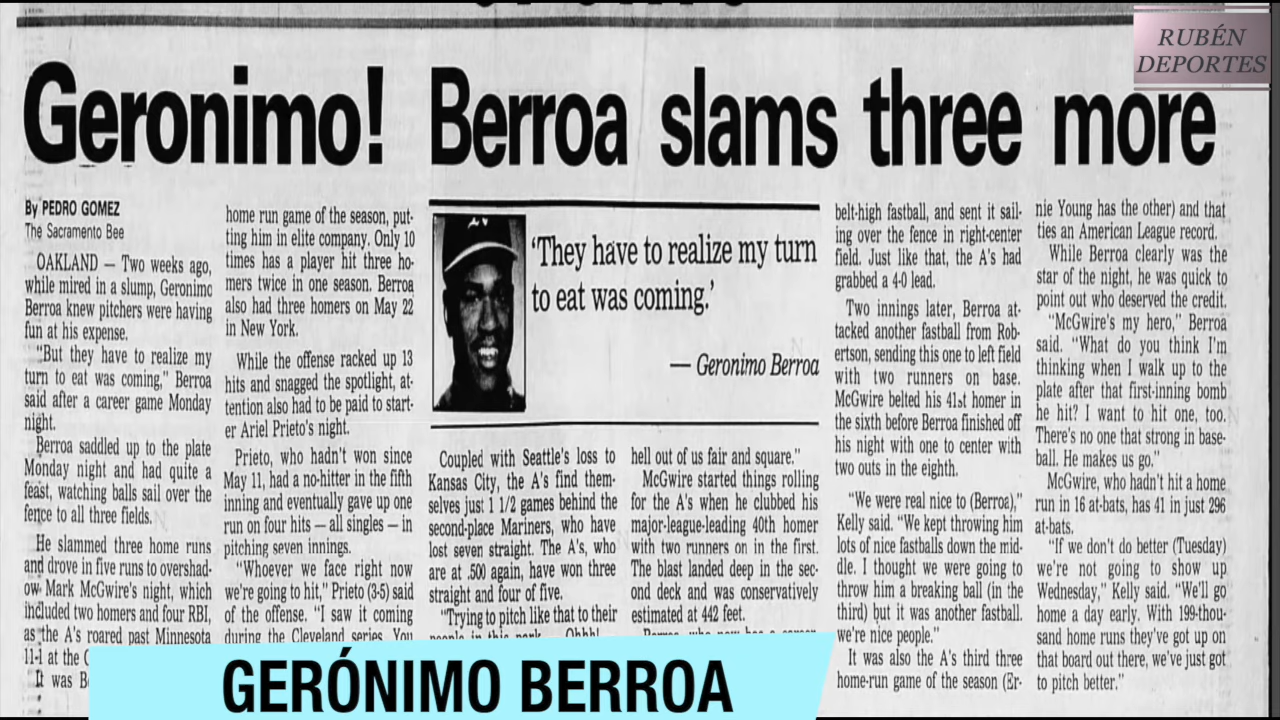 RUBÉN
DEPORTES
Geronimo! Berroa slams three more
By PEDRO GOMEZ
The Sacramento Bee
OAKLAND — Two weeks ago,
while mired in a slump, Geronimo
Berroa knew pitchers were having
fun at his expense.
"But they have to realize my
turn to eat was coming," Berroa
said after a career game Monday
night.
Berroa saddled up to the plate
Monday night and had quite a
feast, watching balls sail over the
fence to all three fields.
He slammed three home runs
and drove in five runs to overshad-
ow Mark McGwire's night, which
included two homers and four RBI,
as the A's roared past Minnesota
11-1 at the
It was
home run game of the season, put-
ting him in elite company. Only 10
times has a player hit three ho-
mers twice in one season. Berroa
also had three homers on May 22
in New York.
While the offense racked up 13
hits and snagged the spotlight, at-
tention also had to be paid to start-
er Ariel Prieto's night.
Prieto, who hadn't won since
May 11, had a no-hitter in the fifth
inning and eventually gave up one
run on four hits — all singles — in
pitching seven innings.
"Whoever we face right now
we're going to hit," Prieto (3-5) said
of the offense. "I saw it coming
during the Cleveland series. You
'They have to realize my turn
to eat was coming.'
— Geronimo Berroa
Coupled with Seattle's loss to
Kansas City, the A's find them-
selves just 1 1/2 games behind the
second-place Mariners, who have
lost seven straight. The A's, who
are at .500 again, have won three
straight and four of five.
"Trying to pitch like that to their
people in this park ... Ohhh!
hell out of us fair and square."
McGwire started things rolling
for the A's when he clubbed his
major-league-leading 40th homer
with two runners on in the first.
The blast landed deep in the sec-
ond deck and was conservatively
estimated at 442 feet.
Berroa, who now has a career
belt-high fastball, and sent it sail-
ing over the fence in right-center
field. Just like that, the A's had
grabbed a 4-0 lead.
Two innings later, Berroa at-
tacked another fastball from Rob-
ertson, sending this one to left field
with two runners on base.
McGwire belted his 41st homer in
the sixth before Berroa finished off
his night with one to center with
two outs in the eighth.
"We were real nice to (Berroa),"
Kelly said. "We kept throwing him
lots of nice fastballs down the mid-
dle. I thought we were going to
throw him a breaking ball (in the
third) but it was another fastball.
we're nice people."
It was also the A's third three
home-run game of the season (Er-
nie Young has the other) and that
ties an American League record.
While Berroa clearly was the
star of the night, he was quick to
point out who deserved the credit.
"McGwire's my hero," Berroa
said. "What do you think I'm
thinking when I walk up to the
plate after that first-inning bomb
he hit? I want to hit one, too.
There's no one that strong in base-
ball. He makes us go."
McGwire, who hadn't hit a home
run in 16 at-bats, has 41 in just 296
at-bats.
"If we don't do better (Tuesday)
we're not going to show up
Wednesday," Kelly said. "We'll go
home a day early. With 199-thou-
sand home runs they've got up on
that board out there, we've just got
to pitch better."
GERÓNIMO BERROA